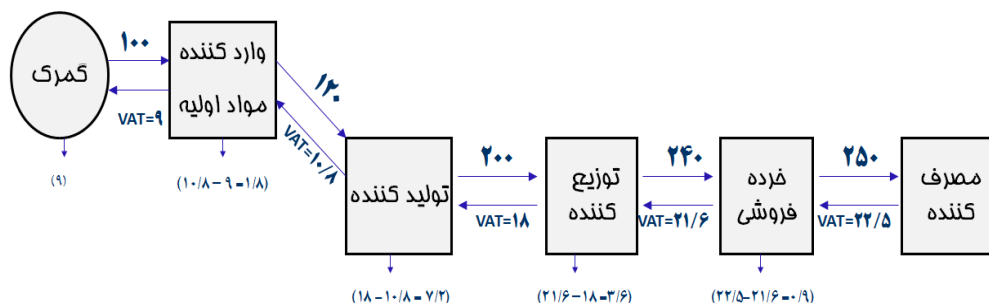 گمرک
۱۰۰
VAT=۹
(۹)
وارد کننده
مواد اولیه
(۱۰/۸ – ۹ =۱/۸)
۱۲۰
VAT=۱۰/۸
تولید کننده
(۱۸ – ۱۰/۸ = ۷/۲)
۲۰۰
VAT=۱۸
توزیع
کننده
(۲۱/۶ – ۱۸ =۳/۶)
۲۴۰
VAT=۲۱/۶
خرده
فروشی
(۲۲/۵–۲۱/۶ =۰/۹)
۲۵۰
VAT=۲۲/۵
مصرف
کننده